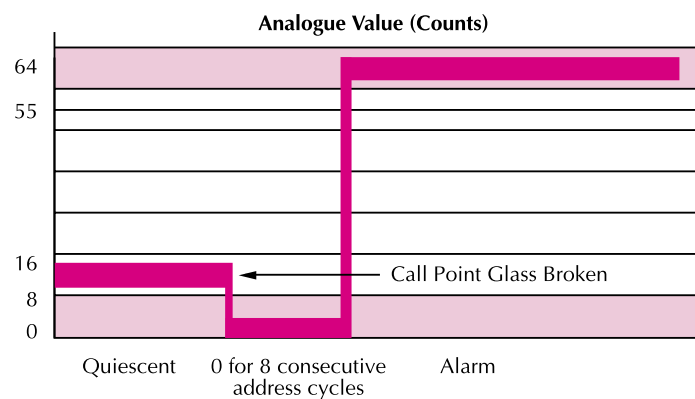 Analogue Value (Counts)
64
55
16
Call Point Glass Broken
8
0
Quiescent
0 for 8 consecutive
address cycles
Alarm